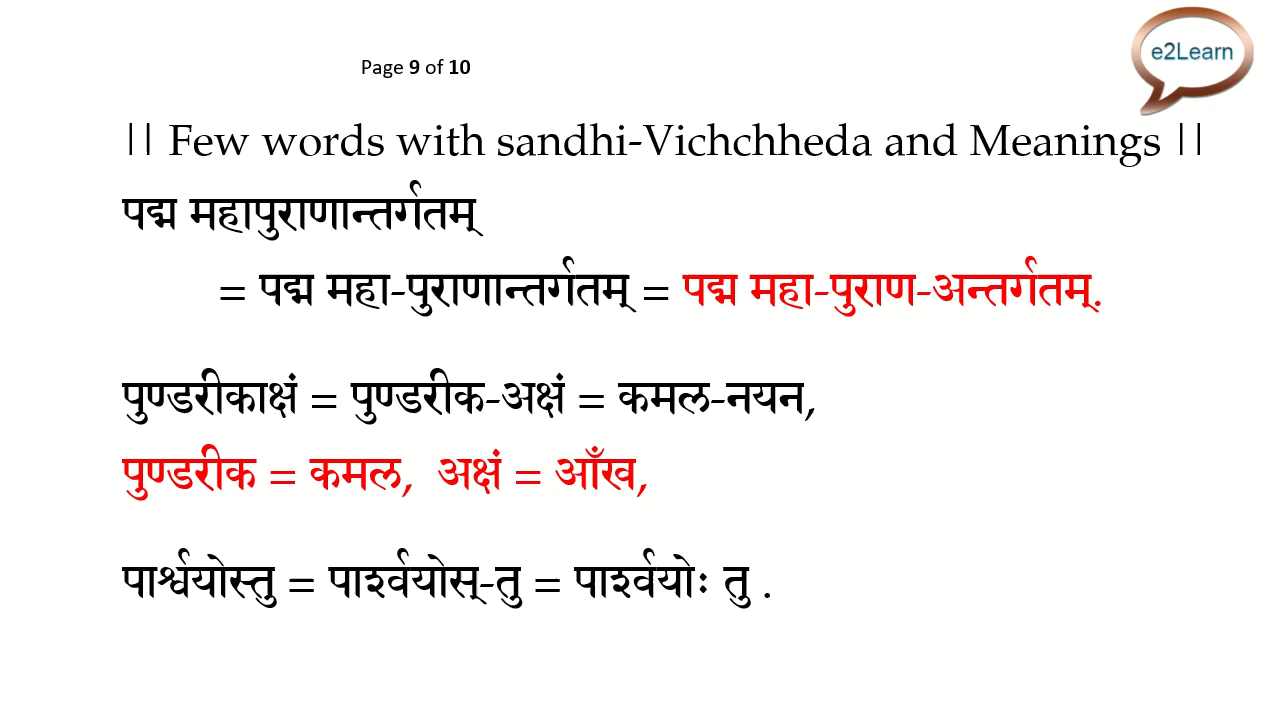 Page 9 of 10
e2Learn
|| Few words with sandhi-Vichchheda and Meanings ||
पद्म महापुराणान्तर्गतम्
= पद्म महा-पुराणान्तर्गतम् = पद्म महा-पुराण-अन्तर्गतम्.
पुण्डरीकाक्षं = पुण्डरीक-अक्षं = कमल-नयन,
पुण्डरीक = कमल, अक्षं = आँख,
पार्श्वयोस्तु = पार्श्वयोस्-तु = पार्श्वयोः तु .